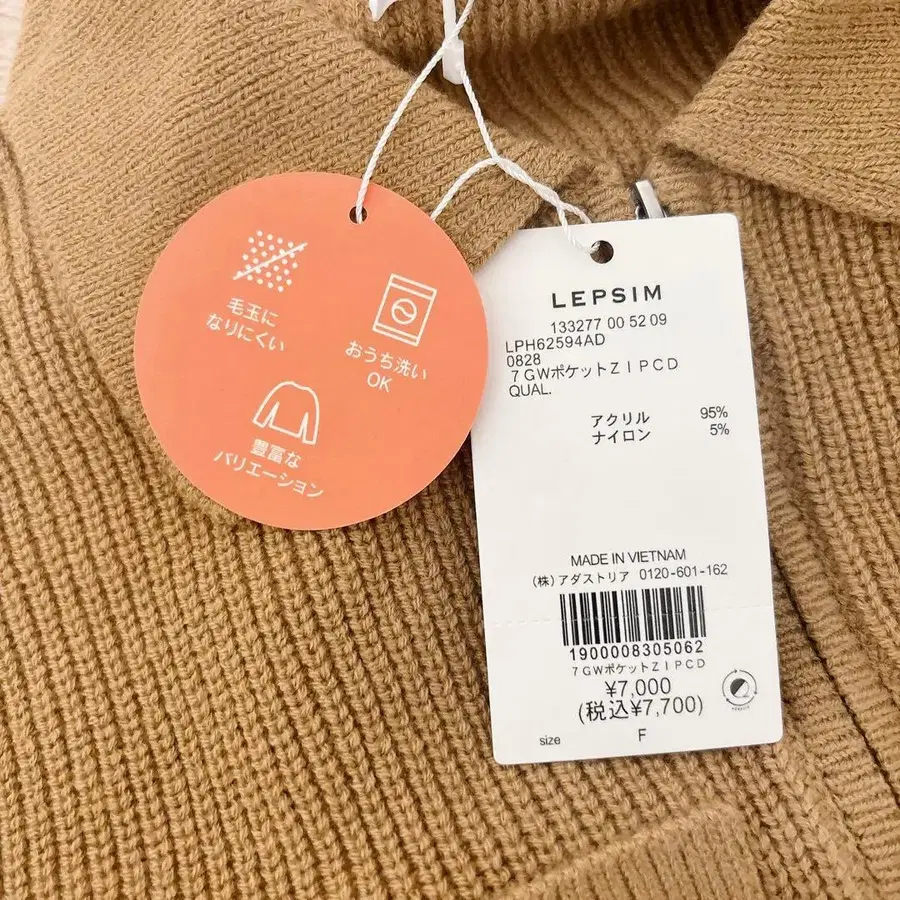 毛玉に
なりにくい
おうち洗い
OK
豊富な
バリエーション
LEPSIM
133277 00 52 09
LPH62594AD
0828
７ＧＷポケットＺＩＰＣＤ
QUAL.
アクリル 95%
ナイロン 5%
MADE IN VIETNAM
（株）アダストリア 0120-601-162
1900008305062
７ＧＷポケットＺＩＰＣＤ
¥7,000
(税込¥7,700)
size F